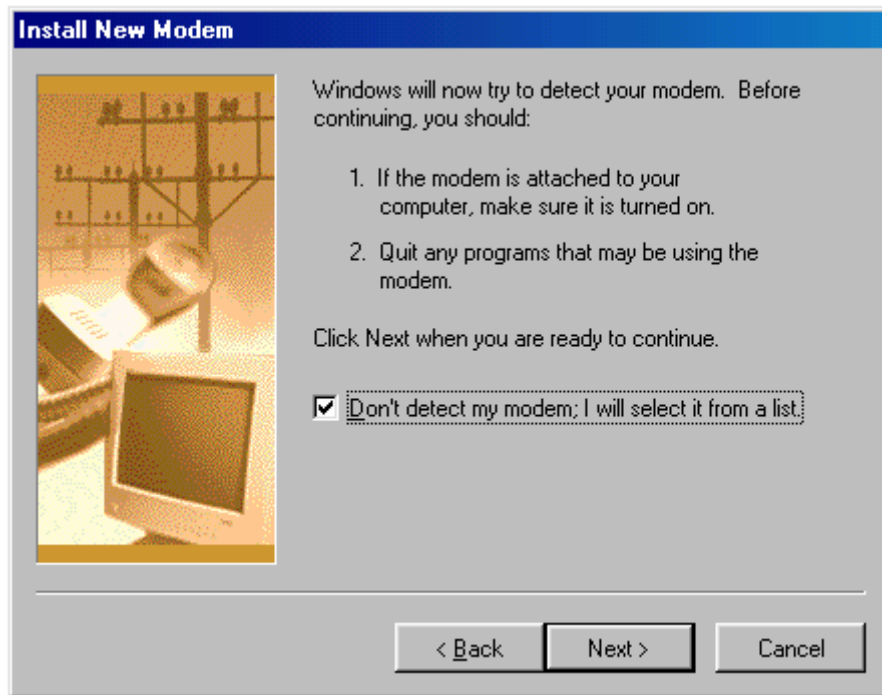 Install New Modem
Windows will now try to detect your modem. Before
continuing, you should:
1. If the modem is attached to your
computer, make sure it is turned on.
2. Quit any programs that may be using the
modem.
Click Next when you are ready to continue.
Don't detect my modem; I will select it from a list.
< Back
Next >
Cancel